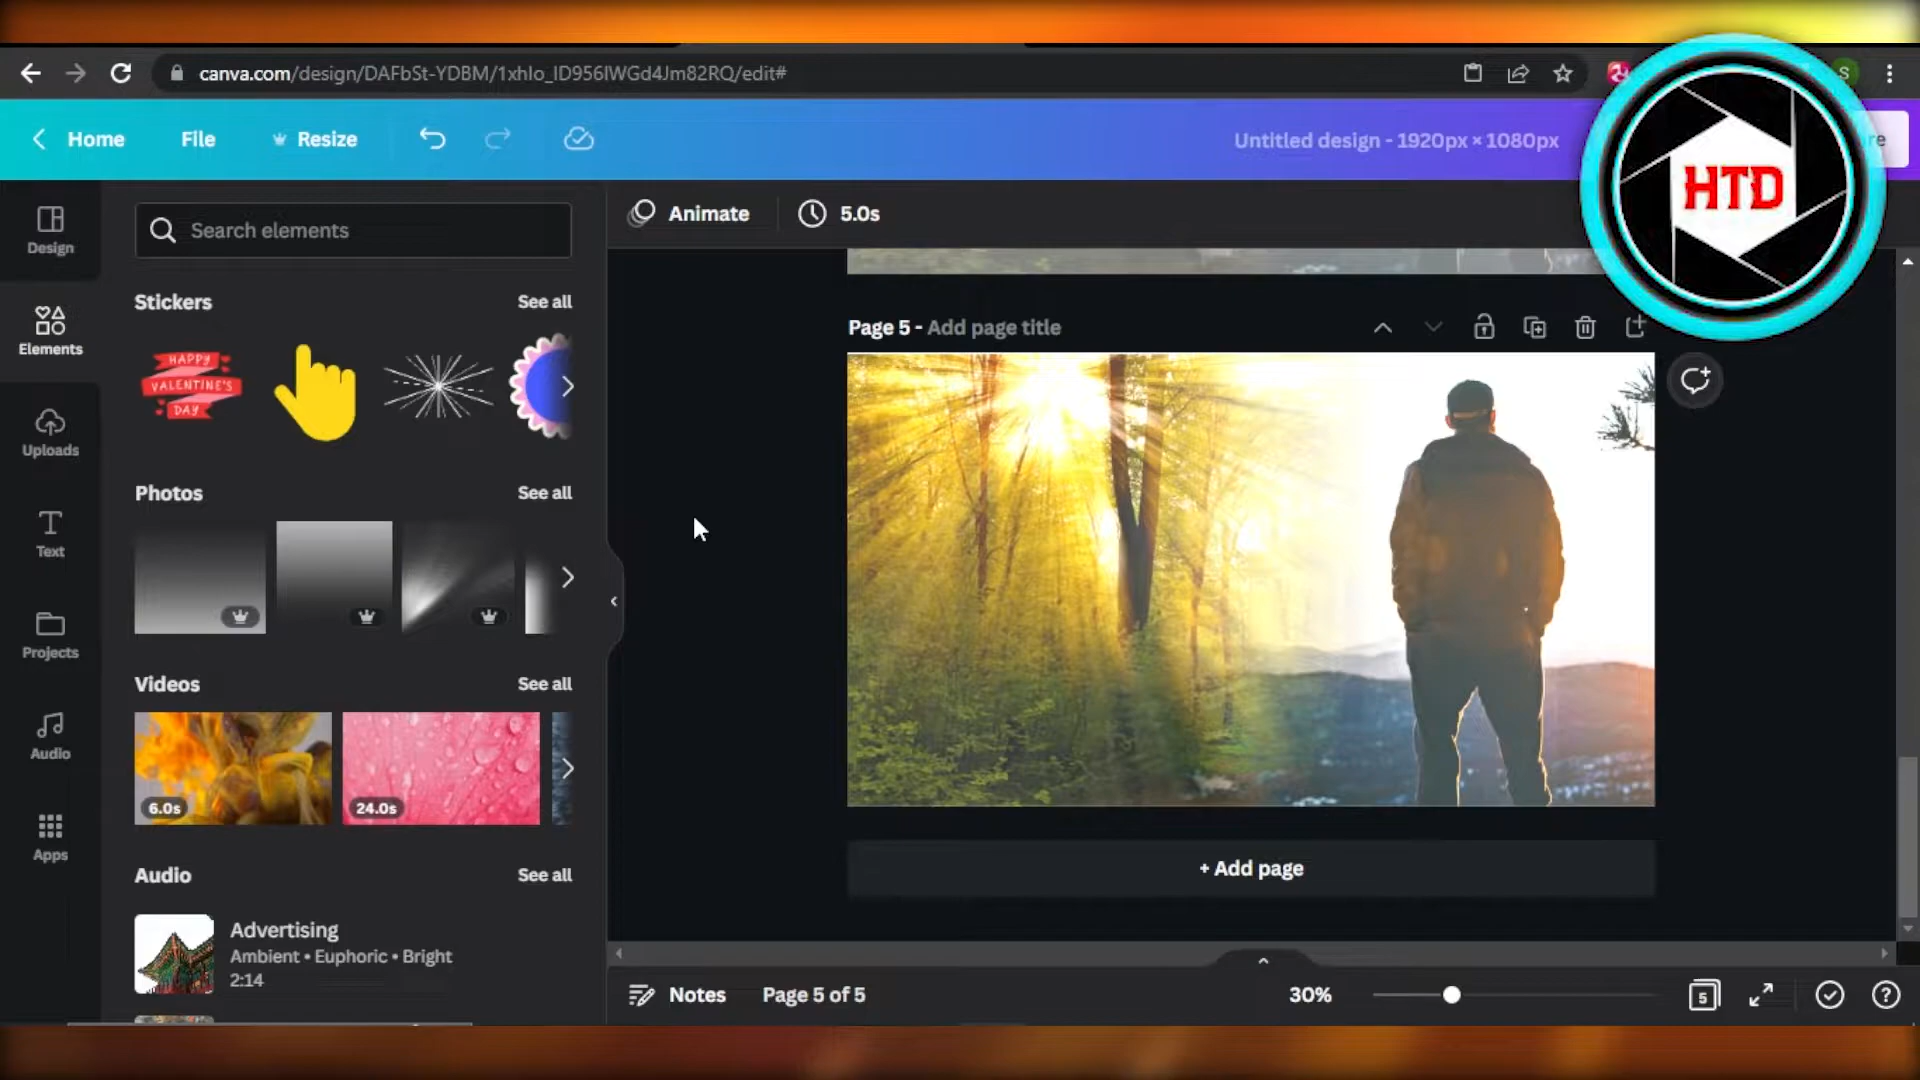 canva.com/design/DAFbSt-YDBM/1xhIo_ID956IWGd4Jm82RQ/edit#
S
Home
File
Resize
Untitled design - 1920px × 1080px
re
HTD
Design
Elements
Uploads
Text
Projects
Audio
Apps
Search elements
Stickers
See all
HAPPY
VALENTINE'S
DAY
Photos
See all
Videos
See all
6.0s
24.0s
Audio
See all
Advertising
Ambient • Euphoric • Bright
2:14
Animate
5.0s
Page 5 - Add page title
+ Add page
Notes
Page 5 of 5
30%
5
?